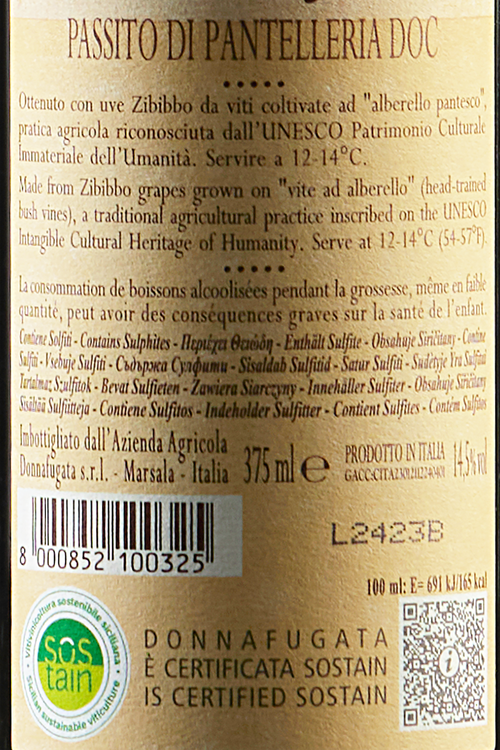 PASSITO DI PANTELLERIA DOC
Ottenuto con uve Zibibbo da viti coltivate ad "alberello pantesco",
pratica agricola riconosciuta dall'UNESCO Patrimonio Culturale
Immateriale dell'Umanità. Servire a 12-14°C.
Made from Zibibbo grapes grown on "vite ad alberello" (head-trained
bush vines), a traditional agricultural practice inscribed on the UNESCO
Intangible Cultural Heritage of Humanity. Serve at 12-14°C (54-57°F).
La consommation de boissons alcoolisées pendant la grossesse, même en faible
quantité, peut avoir des conséquences graves sur la santé de l'enfant.
Contiene Solfiti - Contains Sulphites - Περιέχει Θειώδη - Enthält Sulfite - Obsahuje Siričitany - Contine
Sulfiti - Vsebuje Sulfiti - Съдържа Сулфити - Sisaldab Sulfitid - Satur Sulfiti - Sudėtyje Yra Sulfitai
Tartalmaz Szulfitok - Bevat Sulfieten - Zawiera Siarczyny - Innehåller Sulfiter - Obsahuje Siričitany
Sisältää Sulfiitteja - Contiene Sulfitos - Indeholder Sulfitter - Contient Sulfites - Contém Sulfitos
Imbottigliato dall'Azienda Agricola
Donnafugata s.r.l. - Marsala - Italia
375 ml e
PRODOTTO IN ITALIA
14,5% vol
8 000852 100325
L2423B
100 ml: E= 691 kJ/165 kcal
Vitivinicoltura sostenibile siciliana
SOS
tain
Sicilian sustainable viticulture
i
DONNAFUGATA
È CERTIFICATA SOSTAIN
IS CERTIFIED SOSTAIN